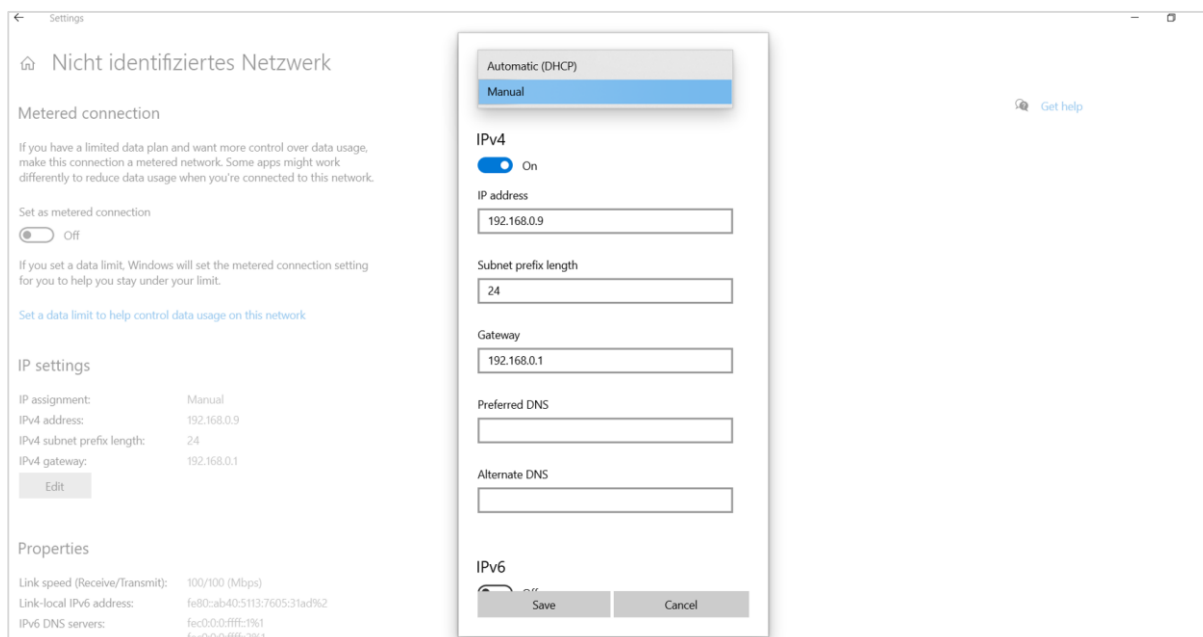 Settings
Nicht identifiziertes Netzwerk
Metered connection
If you have a limited data plan and want more control over data usage,
make this connection a metered network. Some apps might work
differently to reduce data usage when you're connected to this network.
Set as metered connection
Off
If you set a data limit, Windows will set the metered connection setting
for you to help you stay under your limit.
Set a data limit to help control data usage on this network
IP settings
IP assignment: Manual
IPv4 address: 192.168.0.9
IPv4 subnet prefix length: 24
IPv4 gateway: 192.168.0.1
Edit
Properties
Link speed (Receive/Transmit): 100/100 (Mbps)
Link-local IPv6 address: fe80::ab40:5113:7605:31ad%2
IPv6 DNS servers: fec0:0:0:ffff::1%1
Automatic (DHCP)
Manual
IPv4
On
IP address
192.168.0.9
Subnet prefix length
24
Gateway
192.168.0.1
Preferred DNS
Alternate DNS
IPv6
Save Cancel
Get help